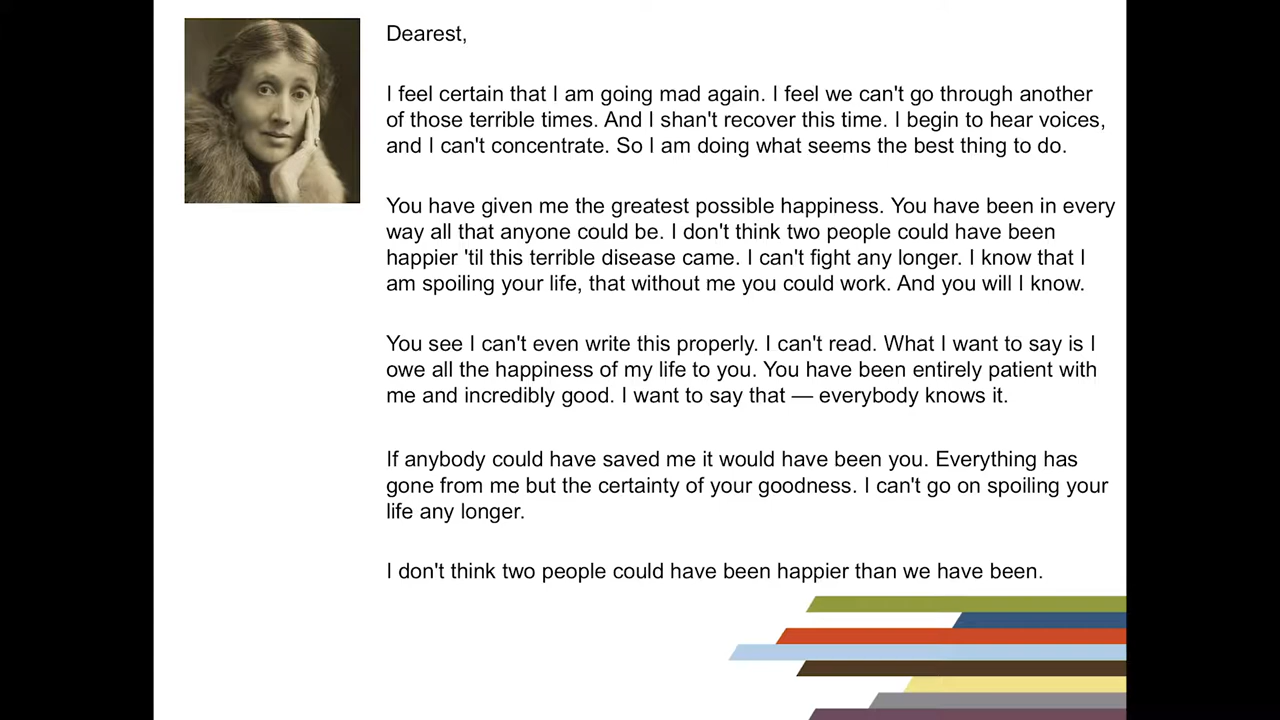 Dearest,
I feel certain that I am going mad again. I feel we can't go through another
of those terrible times. And I shan't recover this time. I begin to hear voices,
and I can't concentrate. So I am doing what seems the best thing to do.
You have given me the greatest possible happiness. You have been in every
way all that anyone could be. I don't think two people could have been
happier 'til this terrible disease came. I can't fight any longer. I know that I
am spoiling your life, that without me you could work. And you will I know.
You see I can't even write this properly. I can't read. What I want to say is I
owe all the happiness of my life to you. You have been entirely patient with
me and incredibly good. I want to say that — everybody knows it.
If anybody could have saved me it would have been you. Everything has
gone from me but the certainty of your goodness. I can't go on spoiling your
life any longer.
I don't think two people could have been happier than we have been.